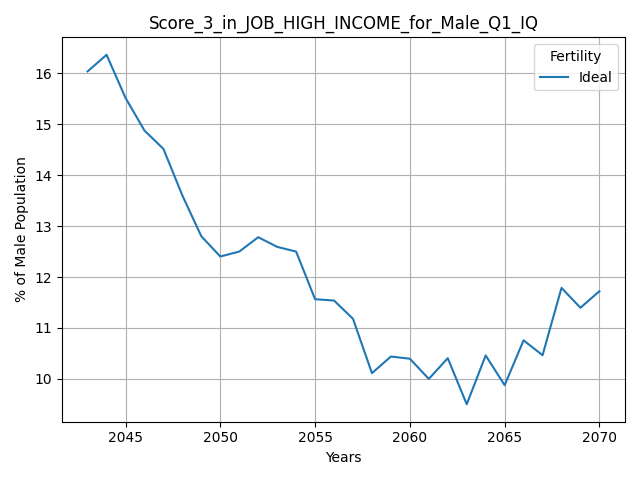 Score_3_in_JOB_HIGH_INCOME_for_Male_Q1_IQ
Fertility
Ideal
% of Male Population
16
15
14
13
12
11
10
2045 2050 2055 2060 2065 2070
Years